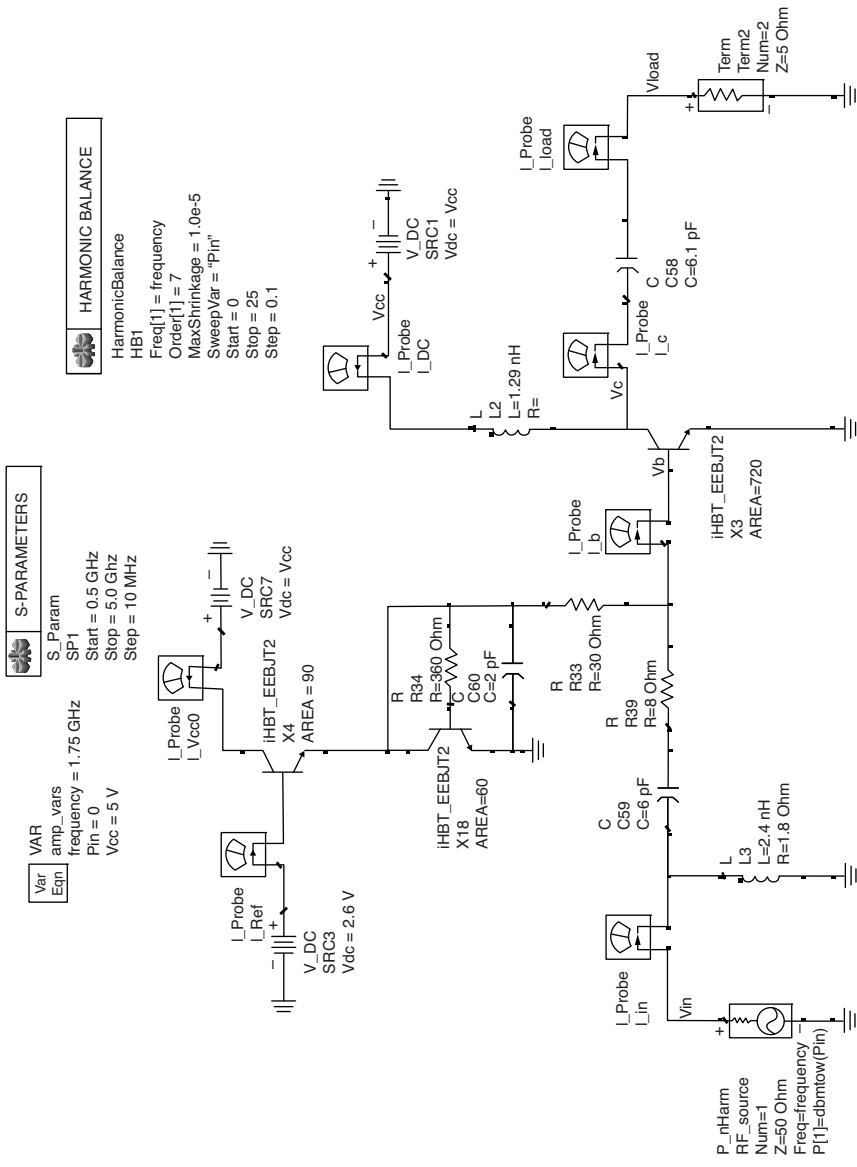 Var
Eqn
VAR
amp_vars
frequency = 1.75 GHz
Pin = 0
Vcc = 5 V
S-PARAMETERS
S_Param
SP1
Start = 0.5 GHz
Stop = 5.0 Ghz
Step = 10 MHz
HARMONIC BALANCE
HarmonicBalance
HB1
Freq[1] = frequency
Order[1] = 7
MaxShrinkage = 1.0e-5
SweepVar = "Pin"
Start = 0
Stop = 25
Step = 0.1
I_Probe
I_Ref
+
−
V_DC
SRC3
Vdc = 2.6 V
I_Probe
I_Vcc0
+
−
V_DC
SRC7
Vdc = Vcc
iHBT_EEBJT2
X4
AREA = 90
iHBT_EEBJT2
X18
AREA=60
R
R34
R=360 Ohm
C
C60
C=2 pF
R
R33
R=30 Ohm
I_Probe
I_DC
Vcc
+
−
V_DC
SRC1
Vdc = Vcc
L
L2
L=1.29 nH
R=
Vc
I_Probe
I_c
C
C58
C=6.1 pF
I_Probe
I_load
Vload
+
−
Term
Term2
Num=2
Z=5 Ohm
I_Probe
I_b
Vb
iHBT_EEBJT2
X3
AREA=720
R
R39
R=8 Ohm
C
C59
C=6 pF
L
L3
L=2.4 nH
R=1.8 Ohm
I_Probe
I_in
Vin
+
−
P_nHarm
RF_source
Num=1
Z=50 Ohm
Freq=frequency
P[1]=dbmtow(Pin)